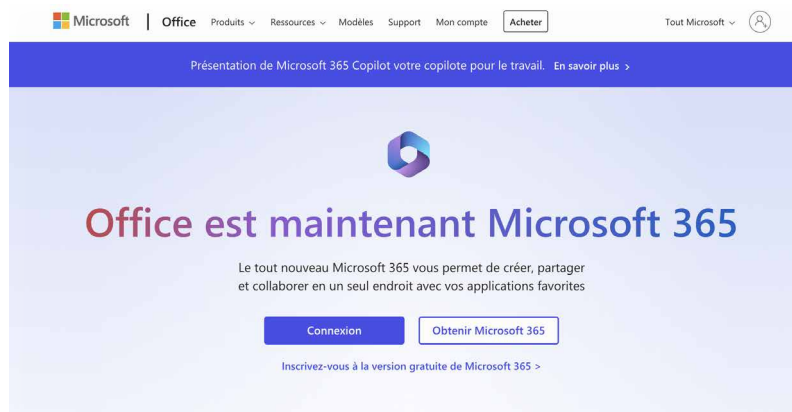 Microsoft | Office Produits Ressources Modèles Support Mon compte Acheter Tout Microsoft
Présentation de Microsoft 365 Copilot votre copilote pour le travail. En savoir plus >
Office est maintenant Microsoft 365
Le tout nouveau Microsoft 365 vous permet de créer, partager
et collaborer en un seul endroit avec vos applications favorites
Connexion Obtenir Microsoft 365
Inscrivez-vous à la version gratuite de Microsoft 365 >